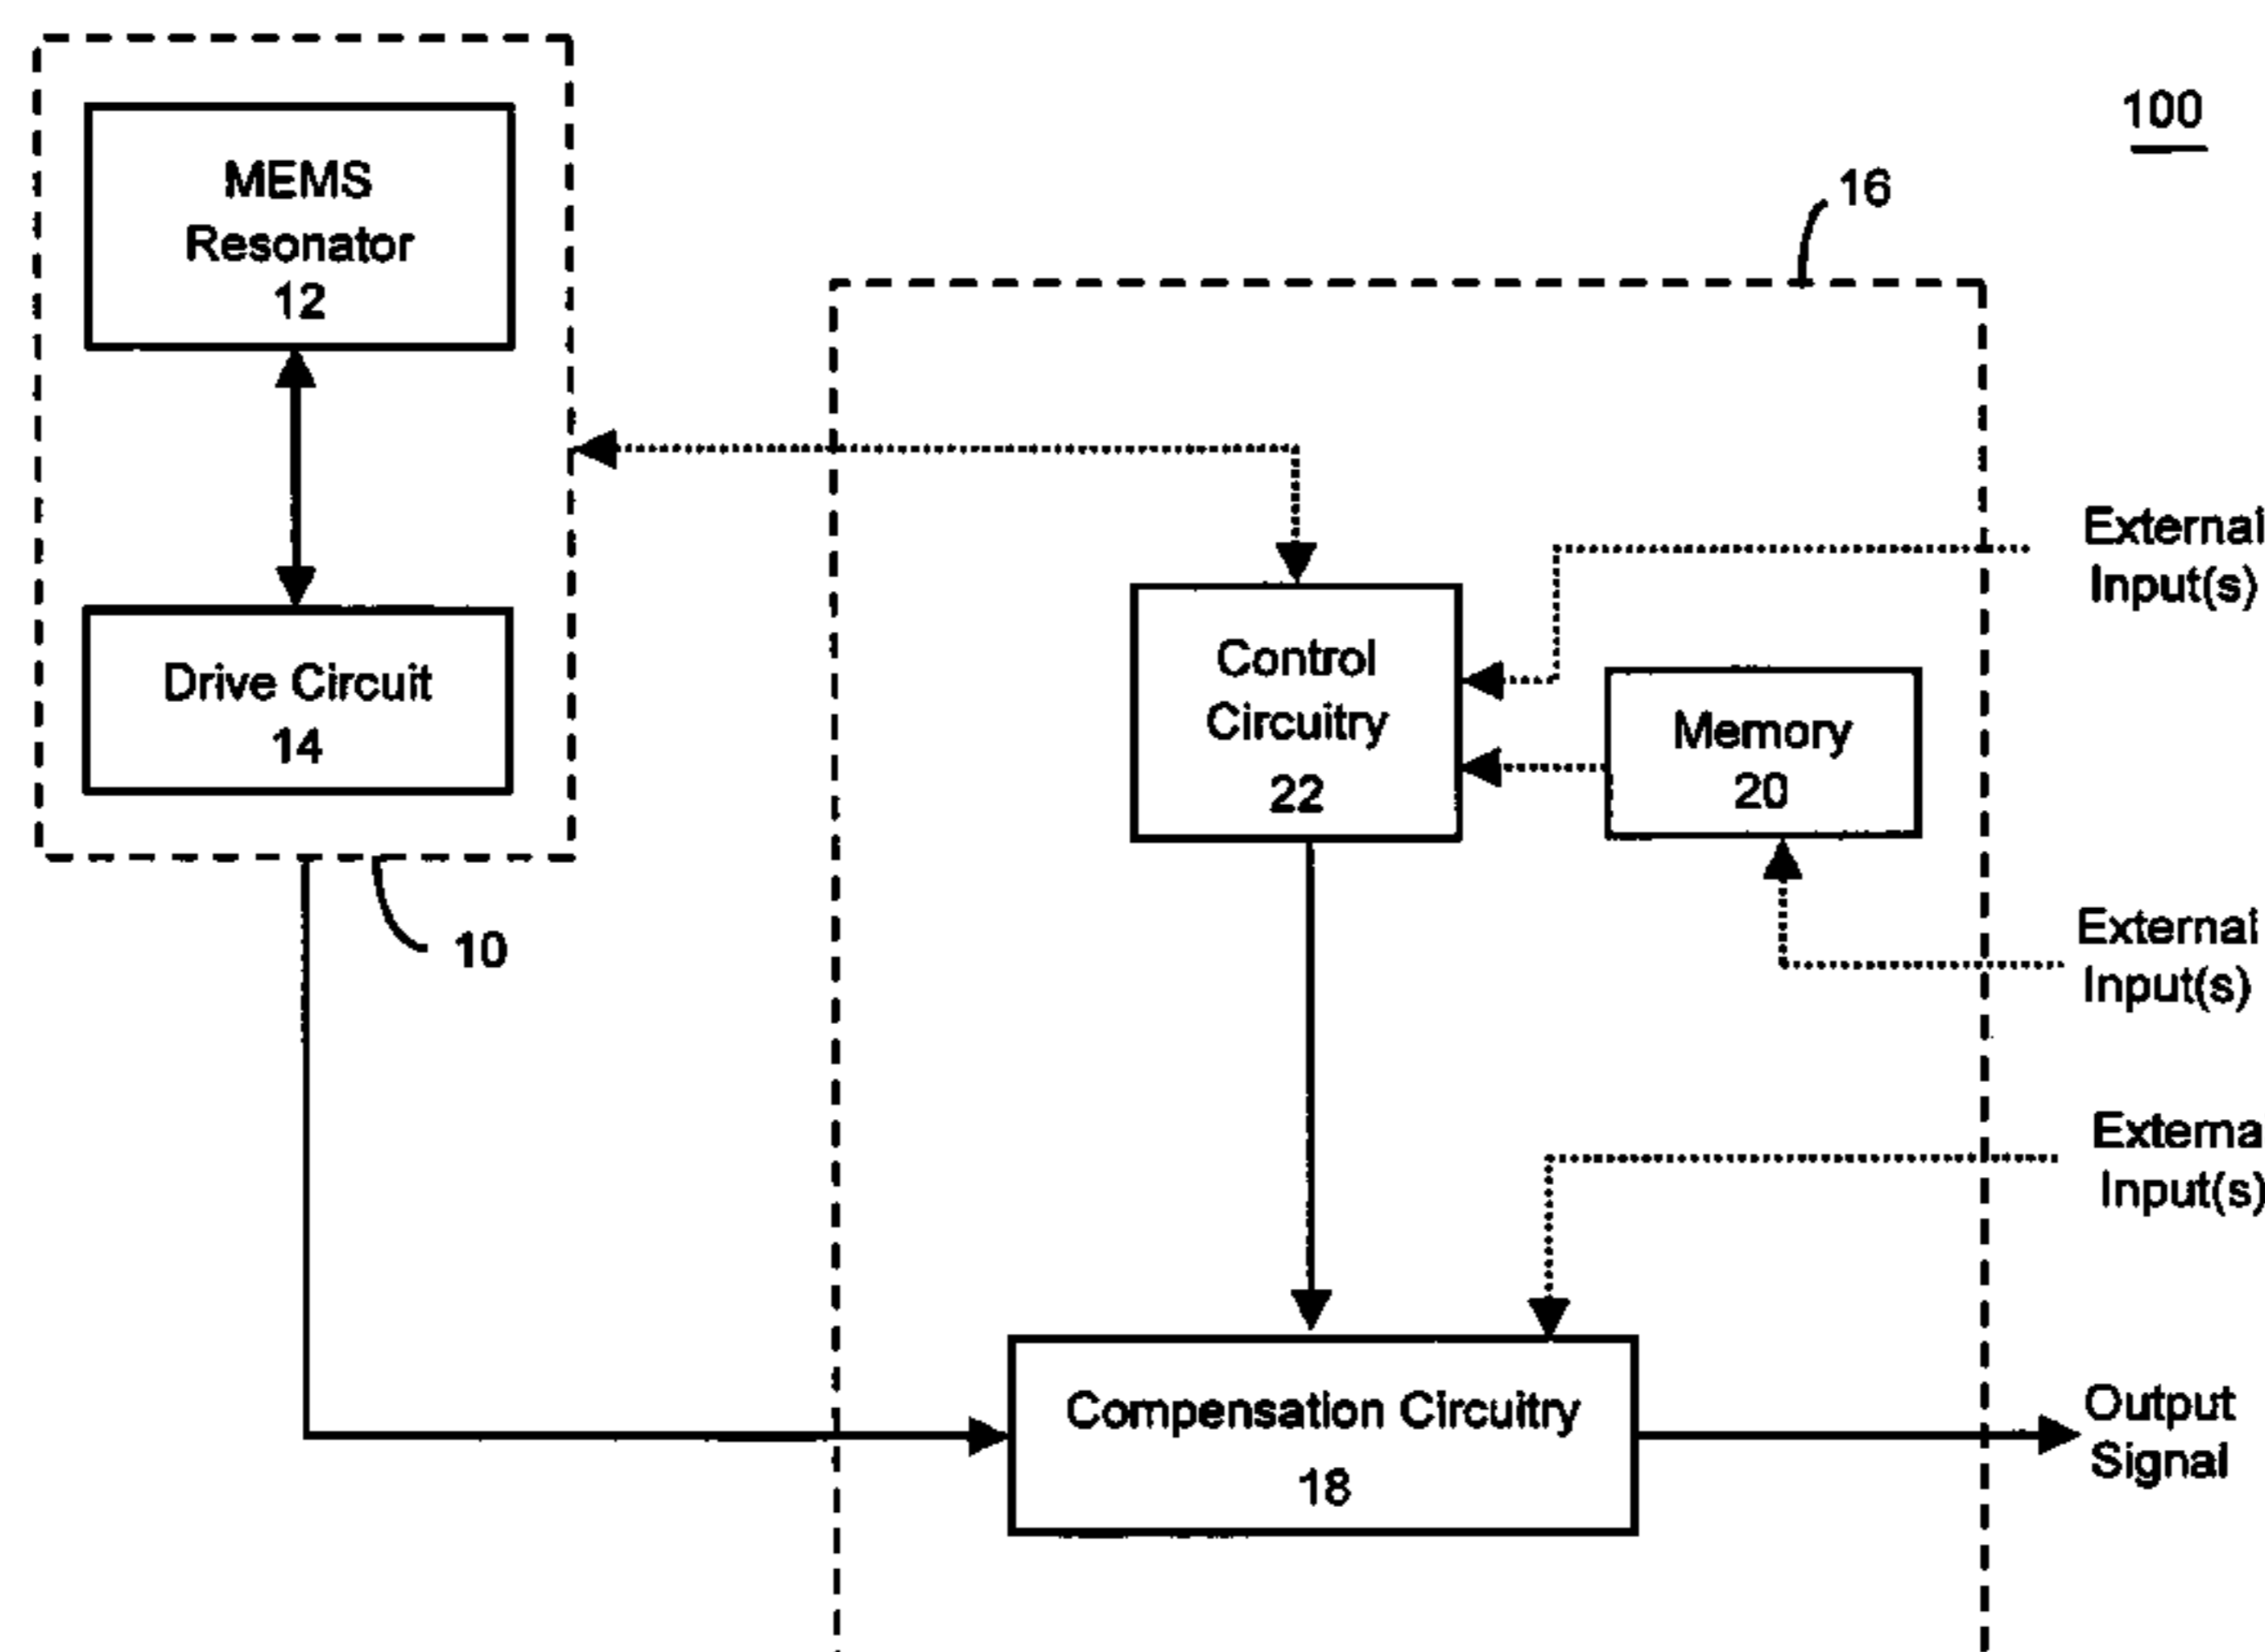 100
16
MEMS
Resonator
12
Drive Circuit
14
10
Control
Circuitry
22
Memory
20
External
Input(s)
External
Input(s)
Externa
Input(s)
Compensation Circuitry
18
Output
Signal